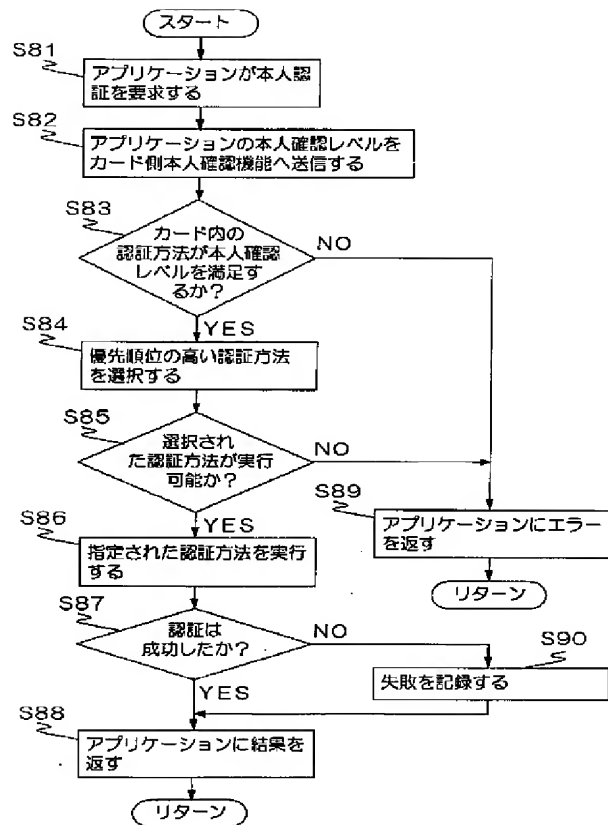 スタート
S81
アプリケーションが本人認
証を要求する
S82
アプリケーションの本人確認レベルを
カード側本人確認機能へ送信する
S83
カード内の
認証方法が本人確認
レベルを満足す
るか?
NO
YES
S84
優先順位の高い認証方法
を選択する
S85
選択され
た認証方法が実行
可能か?
NO
YES
S89
アプリケーションにエラー
を返す
リターン
S86
指定された認証方法を実行
する
S87
認証は
成功したか?
NO
YES
S90
失敗を記録する
S88
アプリケーションに結果を
返す
リターン